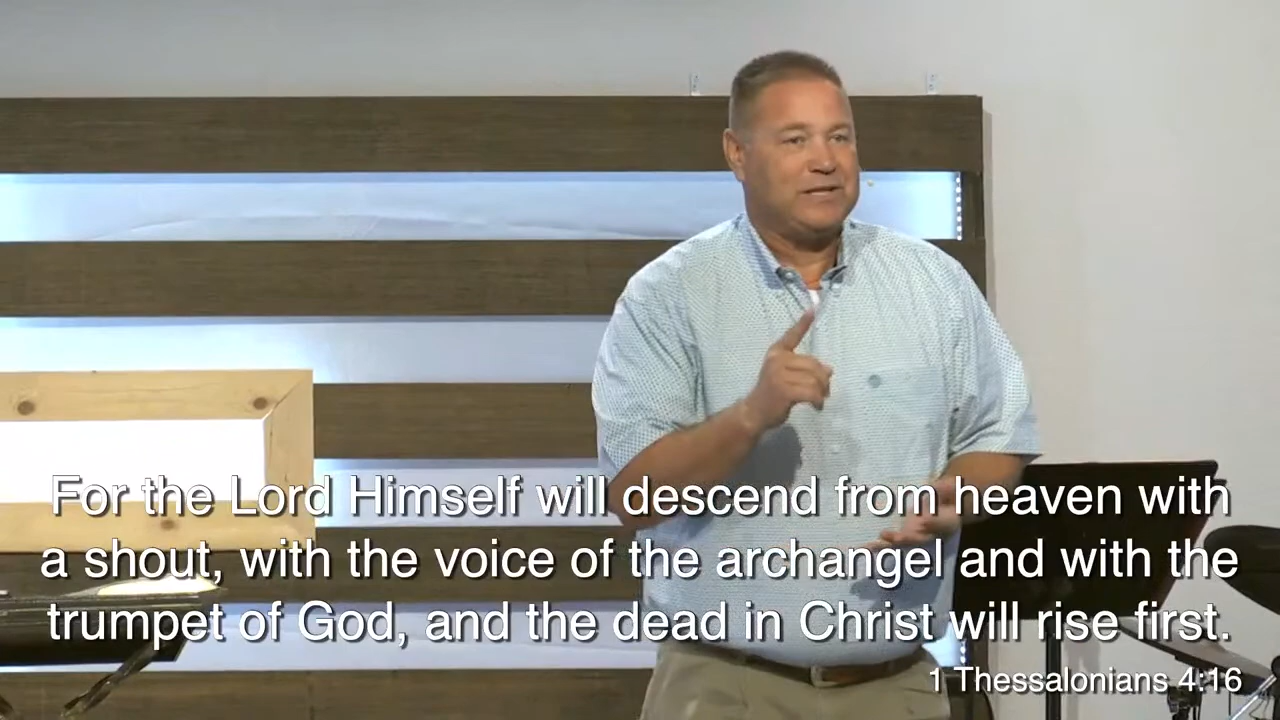 For the Lord Himself will descend from heaven with
a shout, with the voice of the archangel and with the
trumpet of God, and the dead in Christ will rise first.
1 Thessalonians 4:16